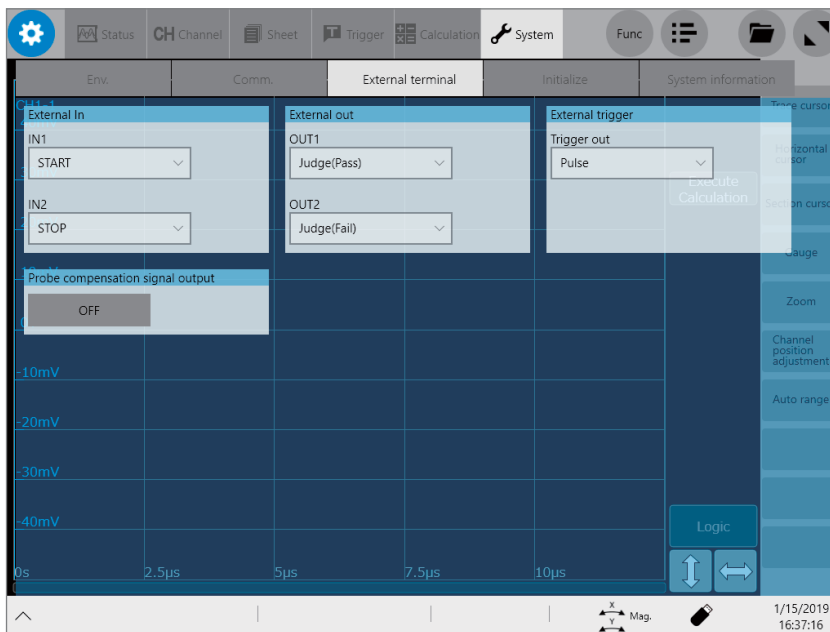 Status
CH Channel
Sheet
Trigger
Calculation
System
Func
Env.
Comm.
External terminal
Initialize
System information
CH1-1
External In
External out
External trigger
Trace cursor
IN1
OUT1
Trigger out
START
Judge(Pass)
Pulse
Horizontal
cursor
Execute
Calculation
IN2
OUT2
Section curso
STOP
Judge(Fail)
Gauge
Probe compensation signal output
OFF
Zoom
Channel
position
adjustment
-10mV
Auto range
-20mV
-30mV
-40mV
Logic
0s
2.5µs
5µs
7.5µs
10µs
X
Y
Mag.
1/15/2019
16:37:16